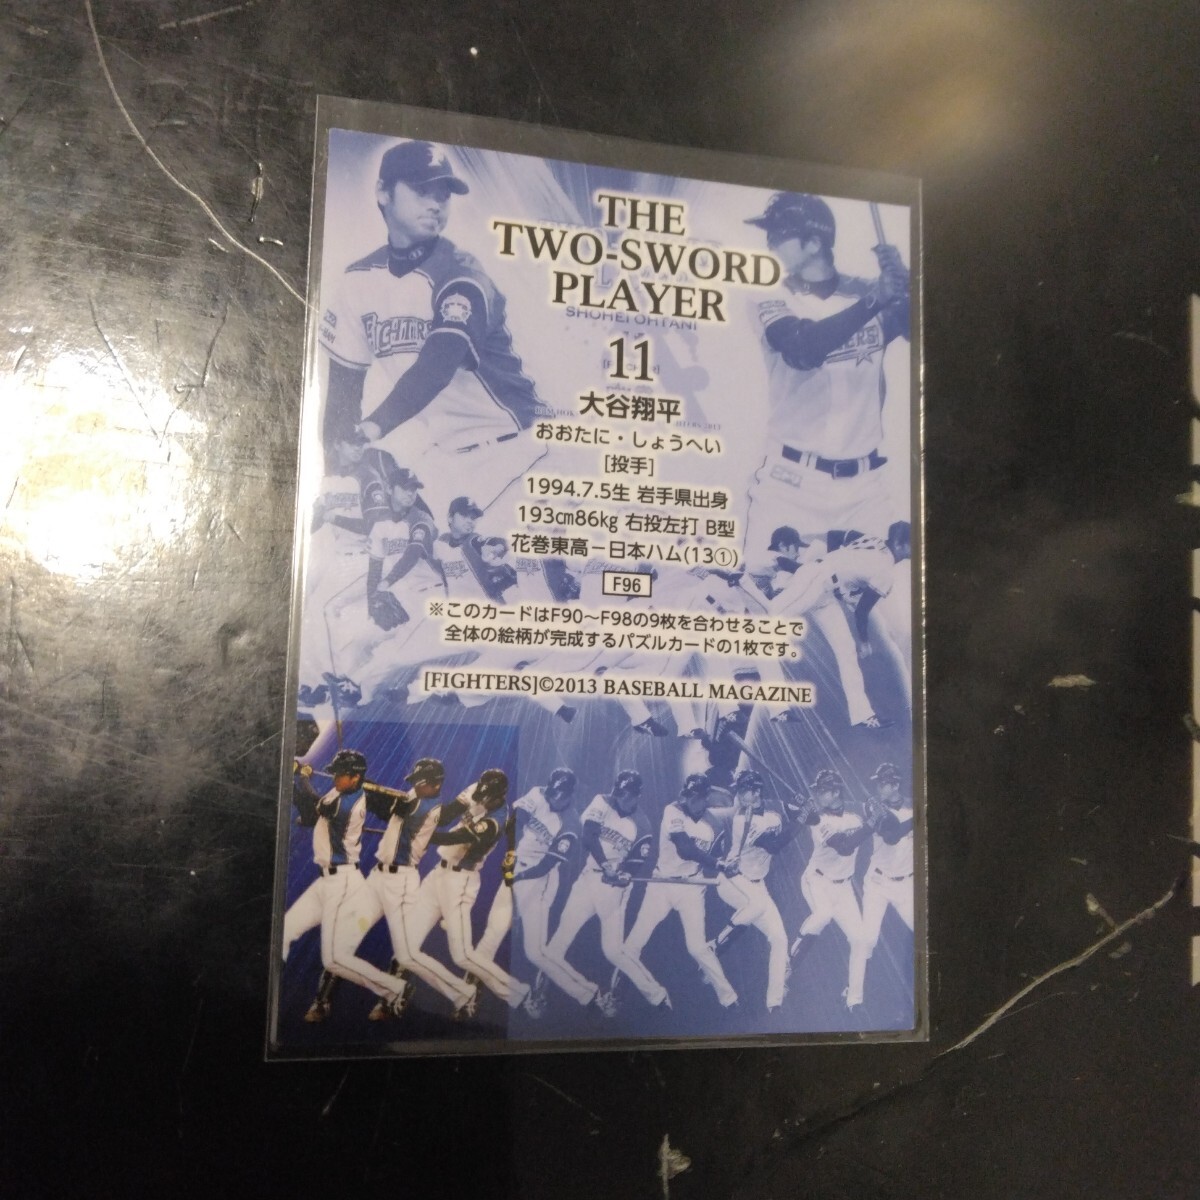 THE
TWO-SWORD
PLAYER
SHOHEI OHTANI
11
大谷翔平
おおたに・しょうへい
[投手]
1994.7.5生 岩手県出身
193㎝86㎏ 右投左打 B型
花巻東高－日本ハム(13①)
F96
※このカードはF90～F98の9枚を合わせることで
全体の絵柄が完成するパズルカードの1枚です。
[FIGHTERS]©2013 BASEBALL MAGAZINE
FIGHTERS